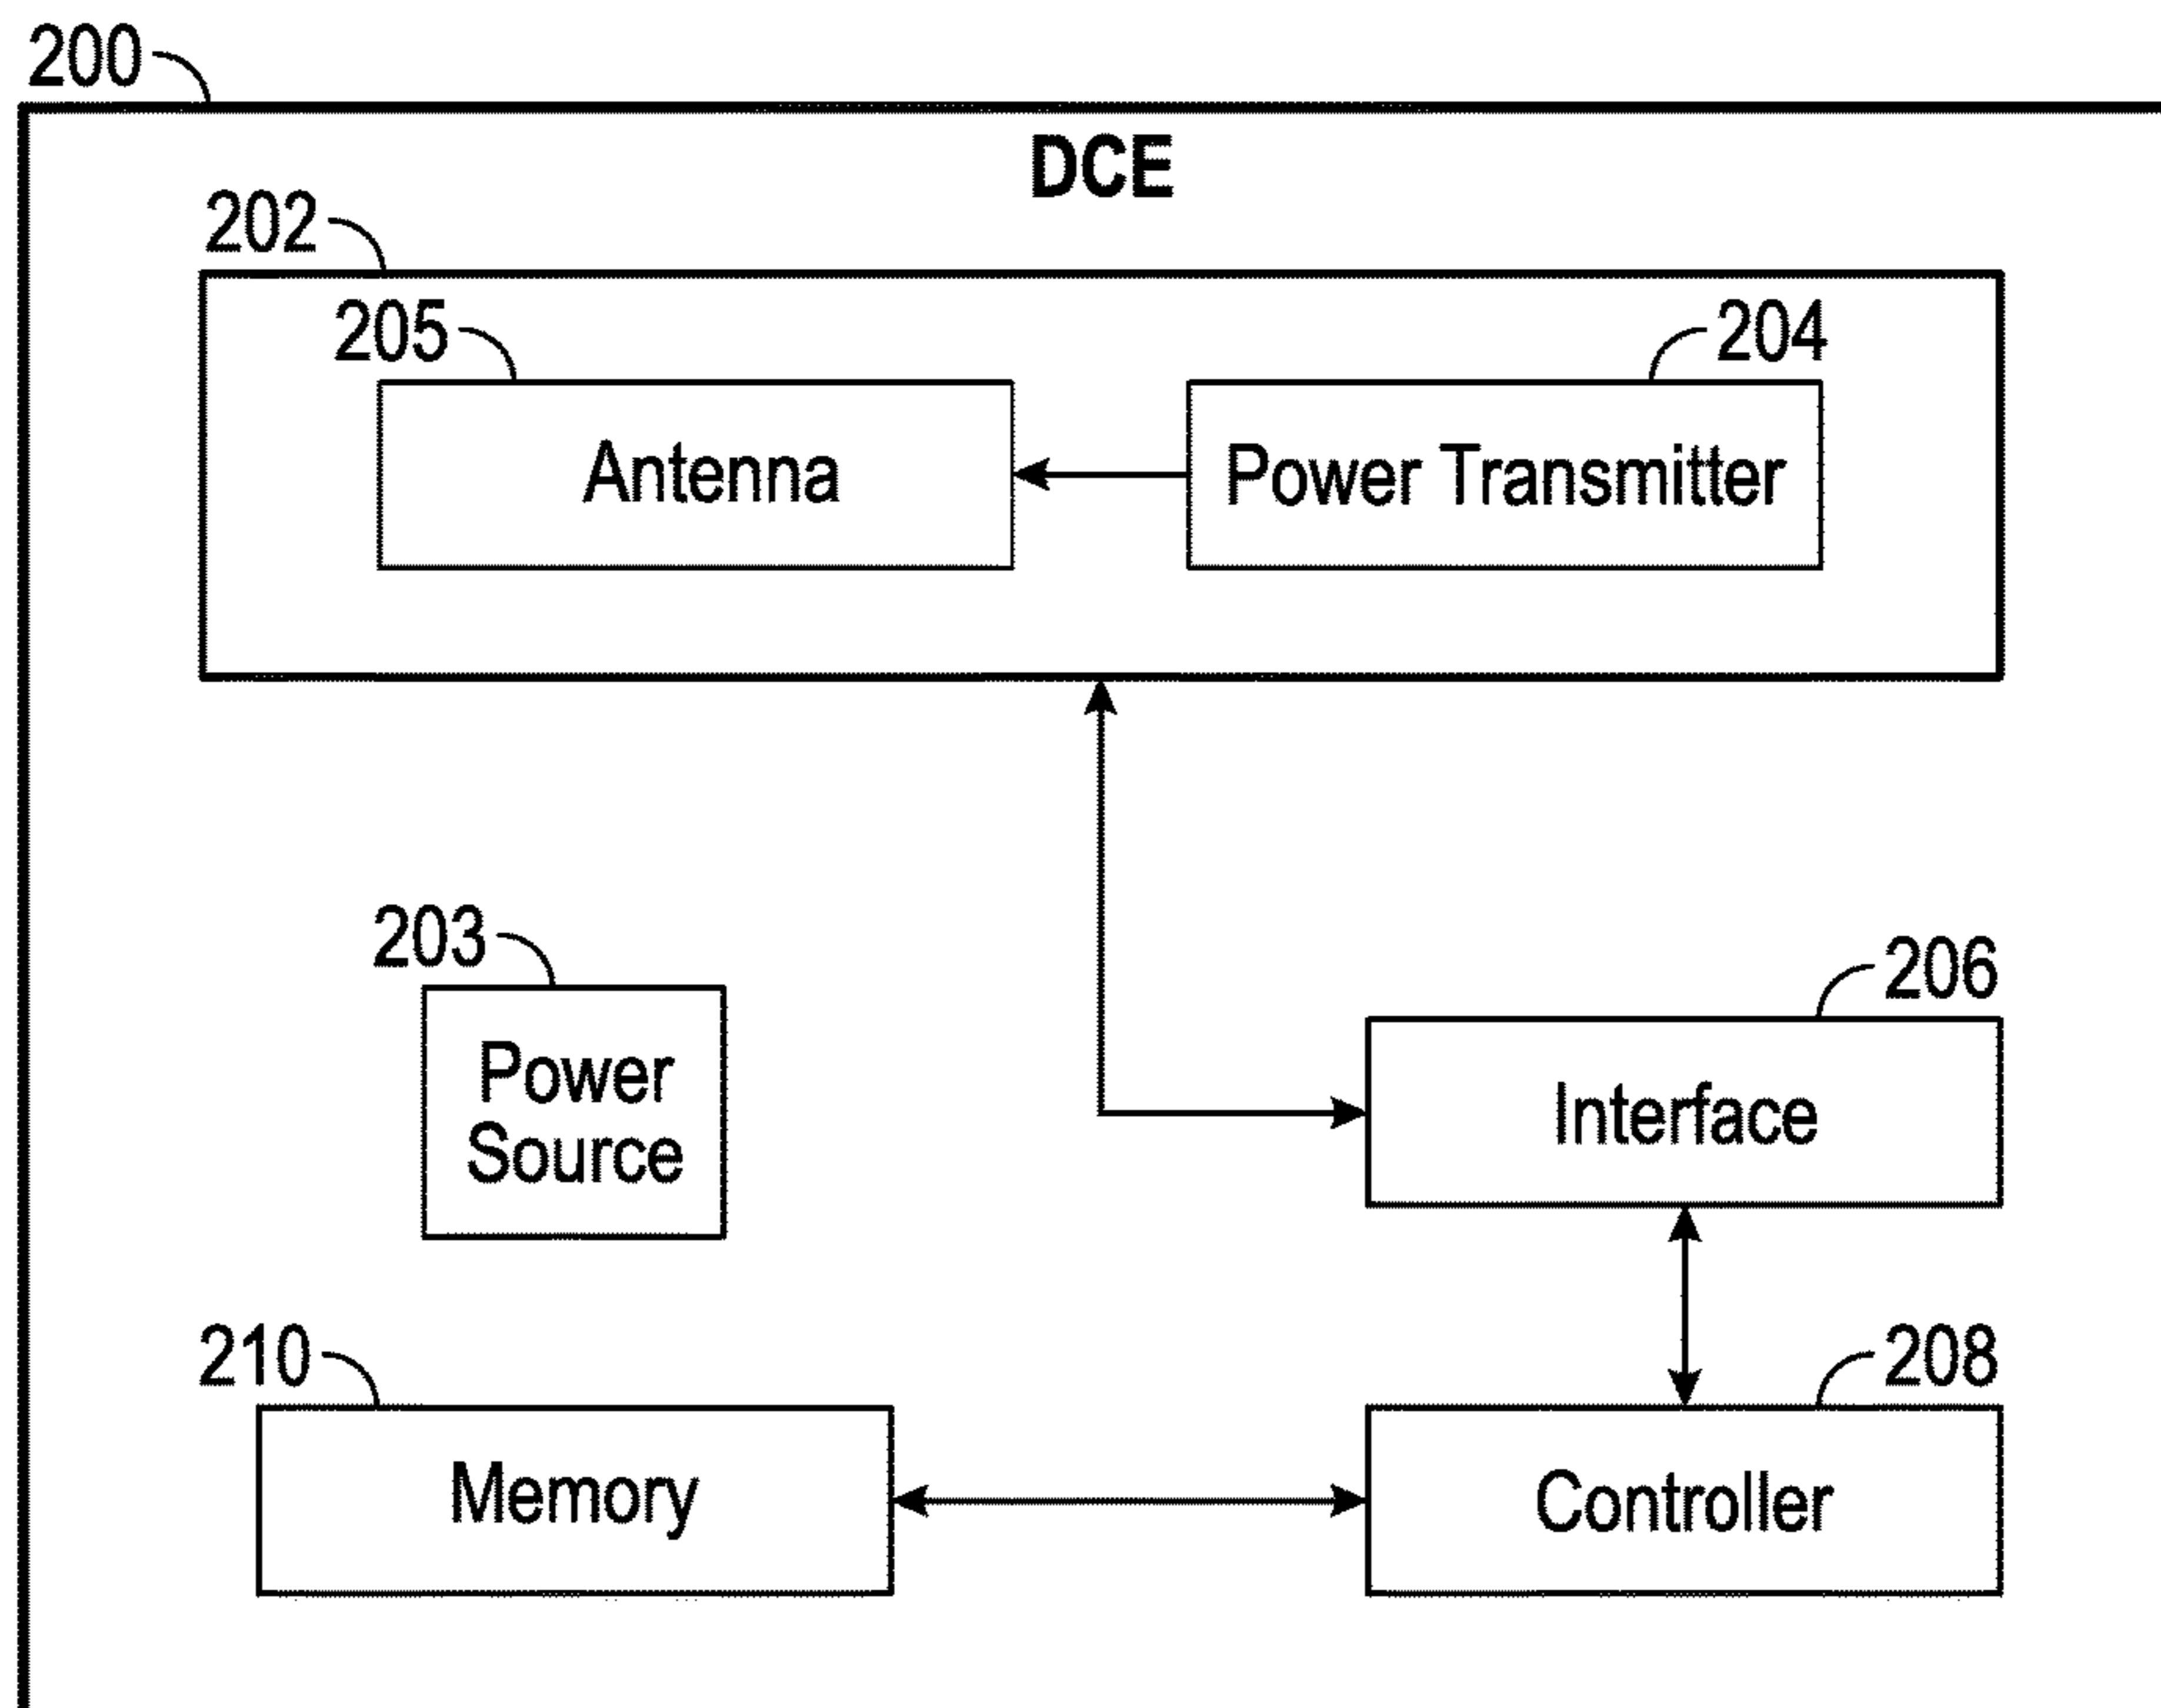 200
DCE
202
205
204
Antenna
Power Transmitter
203
206
Power
Source
Interface
210
208
Memory
Controller